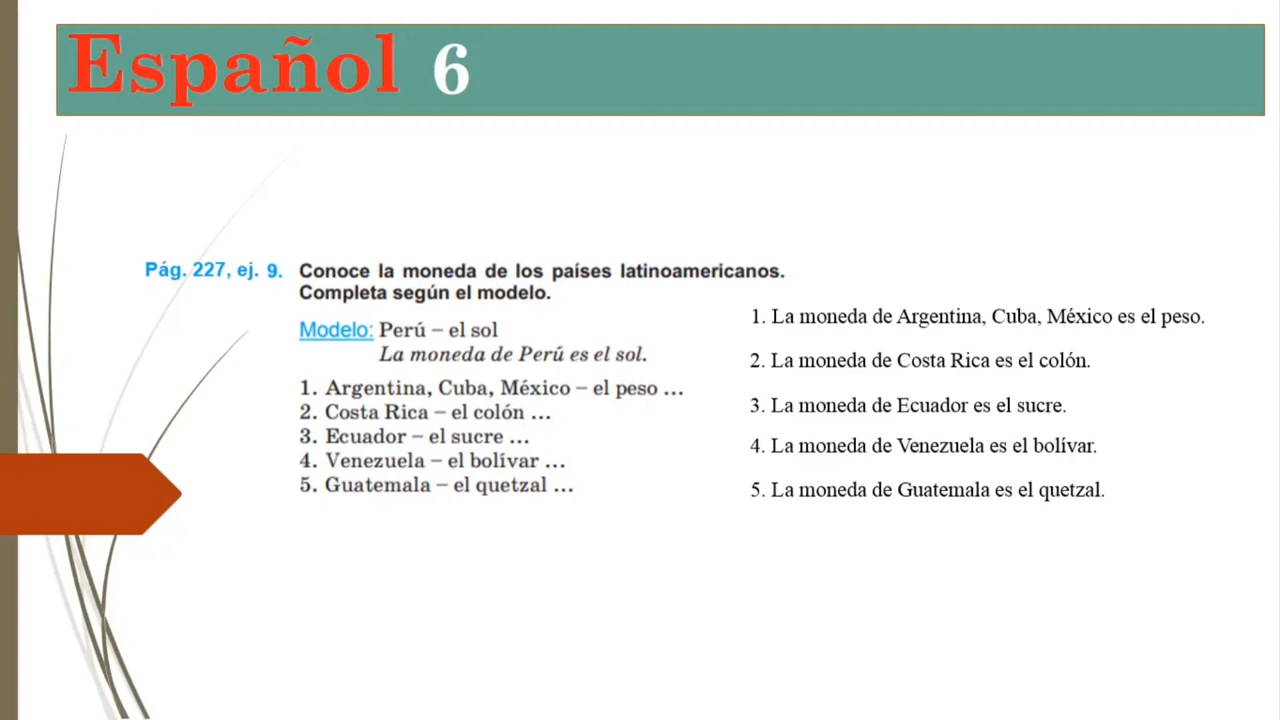 Español 6
Pág. 227, ej. 9. Conoce la moneda de los países latinoamericanos.
Completa según el modelo.
Modelo: Perú – el sol
La moneda de Perú es el sol.
1. Argentina, Cuba, México – el peso ...
2. Costa Rica – el colón ...
3. Ecuador – el sucre ...
4. Venezuela – el bolívar ...
5. Guatemala – el quetzal ...
1. La moneda de Argentina, Cuba, México es el peso.
2. La moneda de Costa Rica es el colón.
3. La moneda de Ecuador es el sucre.
4. La moneda de Venezuela es el bolívar.
5. La moneda de Guatemala es el quetzal.